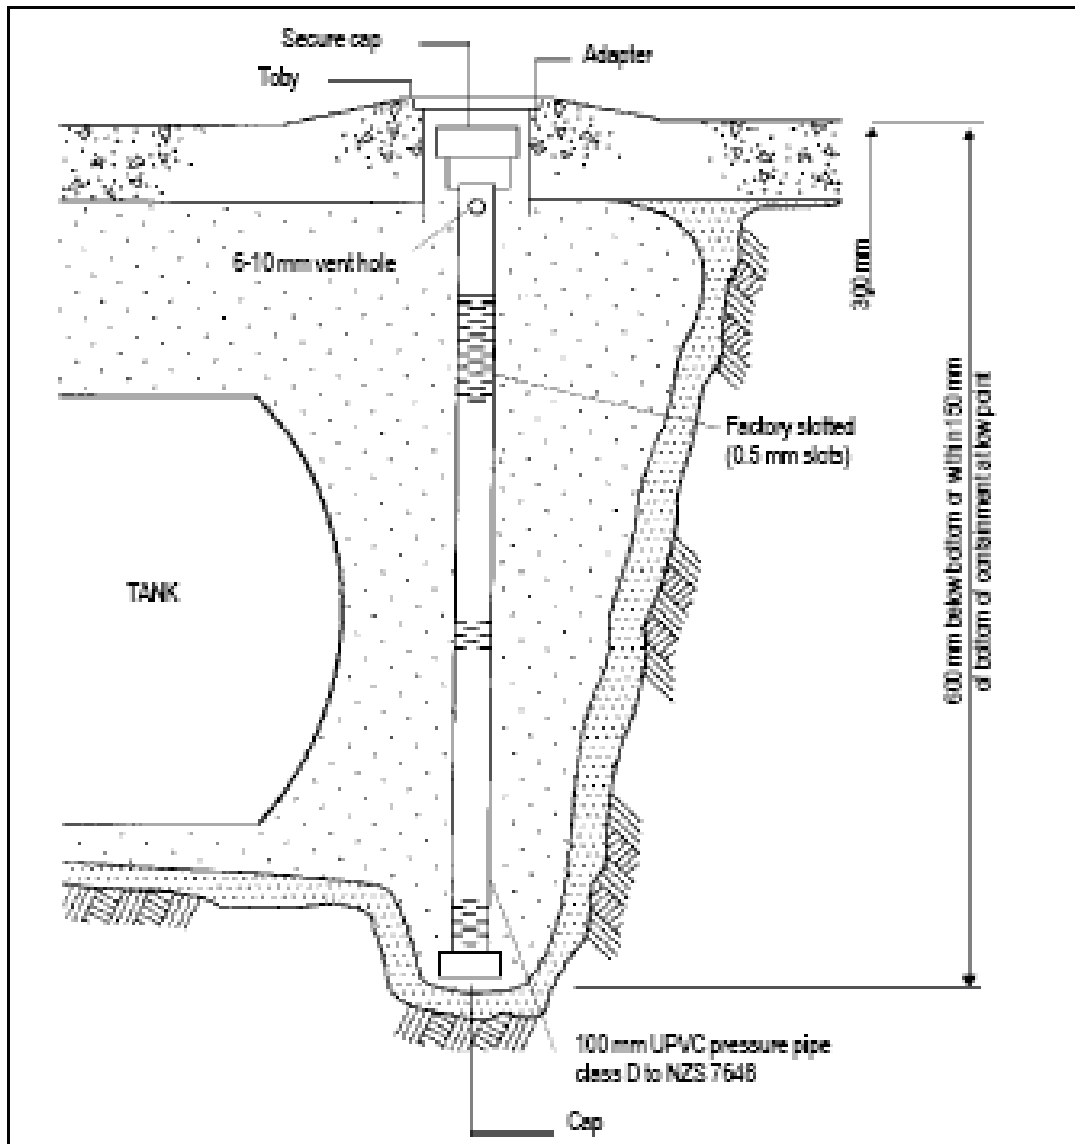 Secure cap
Adapter
Toby
6-10 mm vent hole
300 mm
Factory slotted
(0.5 mm slots)
600 mm below bottom or within 150 mm
of bottom of containment at low point
TANK
100 mm UPVC pressure pipe
class D to NZS 7648
Cap